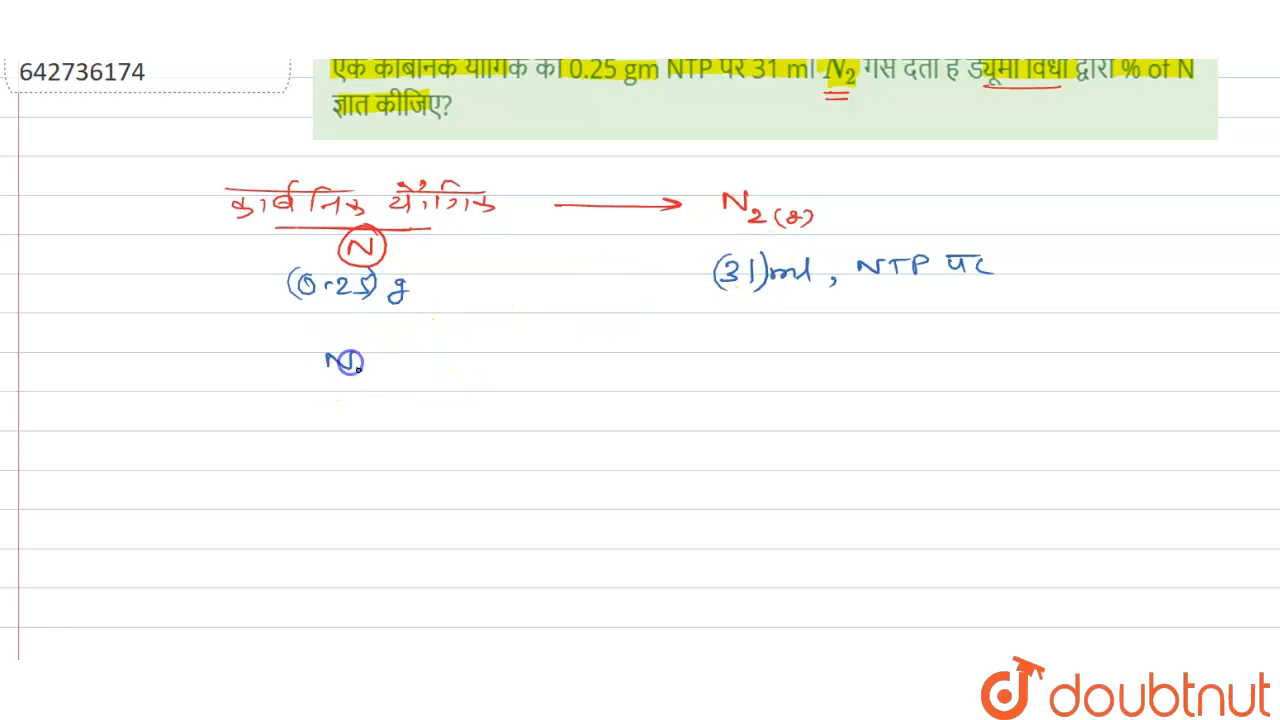 642736174
एक कार्बनिक यौगिक का 0.25 gm NTP पर 31 ml N₂ गैस देता है ड्यूमा विधी द्वारा % of N
ज्ञात कीजिए?
कार्बनिक यौगिक ⟶ N₂(g)
N
(0.25) g (31)ml, NTP पर
N
doubtnut